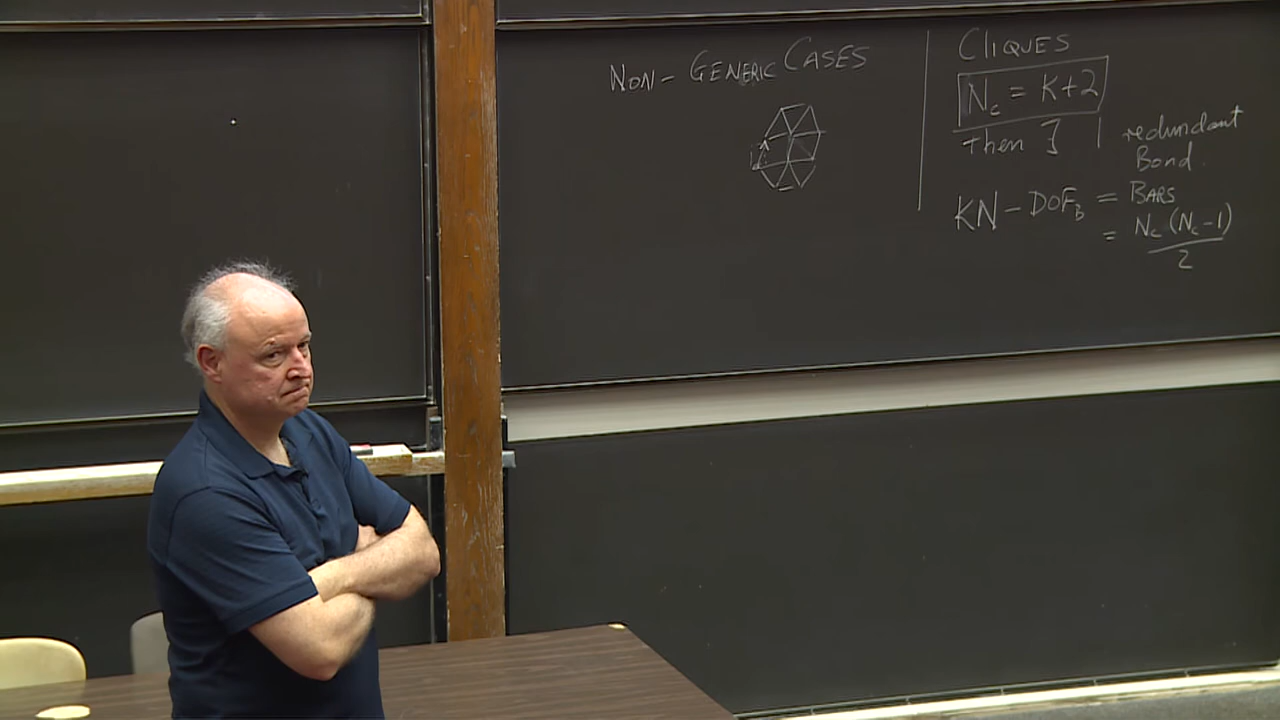 NON-GENERIC CASES
CLIQUES
N_c = K+2
then ∃ 1 redundant
Bond.
KN - DOF_B = BARS
= N_c (N_c - 1)
2